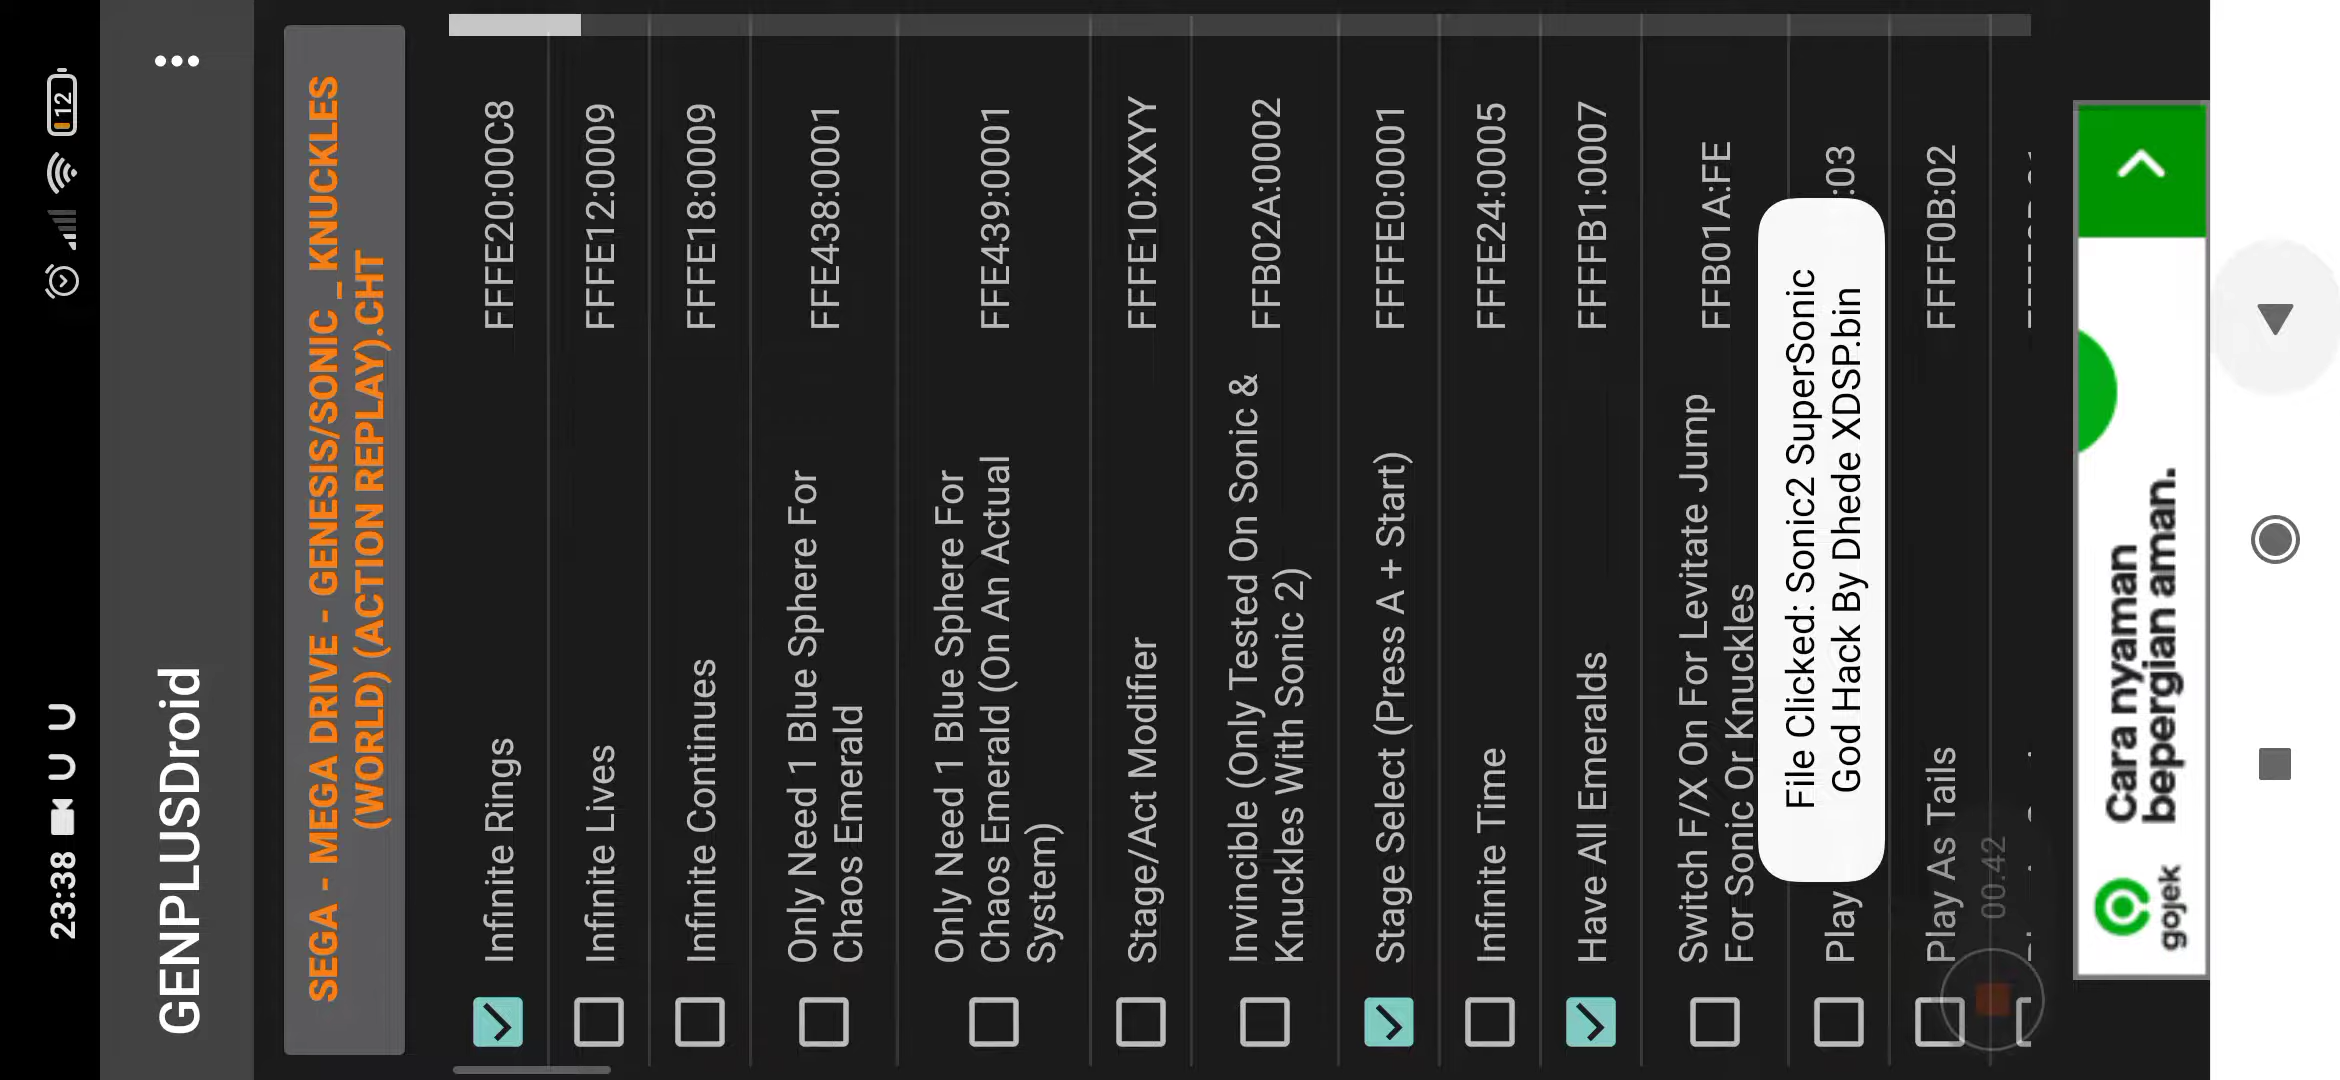 23:38
U
U
12
GENPLUSDroid
SEGA - MEGA DRIVE - GENESIS/SONIC _ KNUCKLES
(WORLD) (ACTION REPLAY).CHT
Infinite Rings
FFFE20:00C8
Infinite Lives
FFFE12:0009
Infinite Continues
FFFE18:0009
Only Need 1 Blue Sphere For
Chaos Emerald
FFE438:0001
Only Need 1 Blue Sphere For
Chaos Emerald (On An Actual
System)
FFE439:0001
Stage/Act Modifier
FFFE10:XXYY
Invincible (Only Tested On Sonic &
Knuckles With Sonic 2)
FFB02A:0002
Stage Select (Press A + Start)
FFFFE0:0001
Infinite Time
FFFE24:0005
Have All Emeralds
FFFFB1:0007
Switch F/X On For Levitate Jump
For Sonic Or Knuckles
FFB01A:FE
Play
:03
File Clicked: Sonic2 SuperSonic
God Hack By Dhede XDSP.bin
Play As Tails
FFFF0B:02
00:42
gojek
Cara nyaman
bepergian aman.